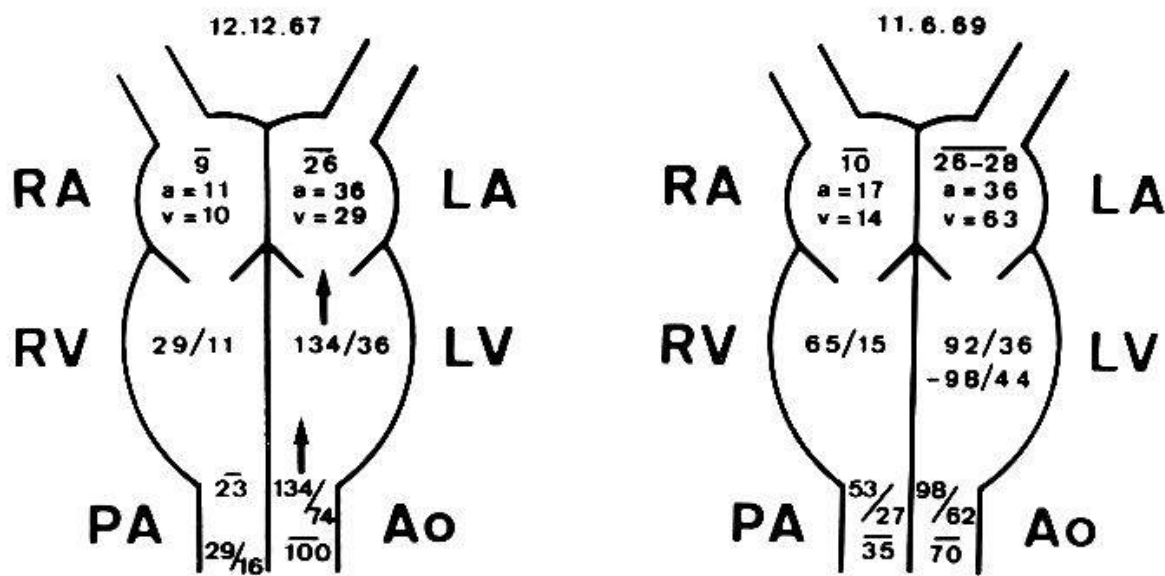 12.12.67
RA
9
a = 11
v = 10
26
a = 36
v = 29
LA
RV
29/11
134/36
LV
PA
23
29/16
134/74
100
Ao
11.6.69
RA
10
a = 17
v = 14
26-28
a = 36
v = 63
LA
RV
65/15
92/36
-98/44
LV
PA
53/27
35
98/62
70
Ao